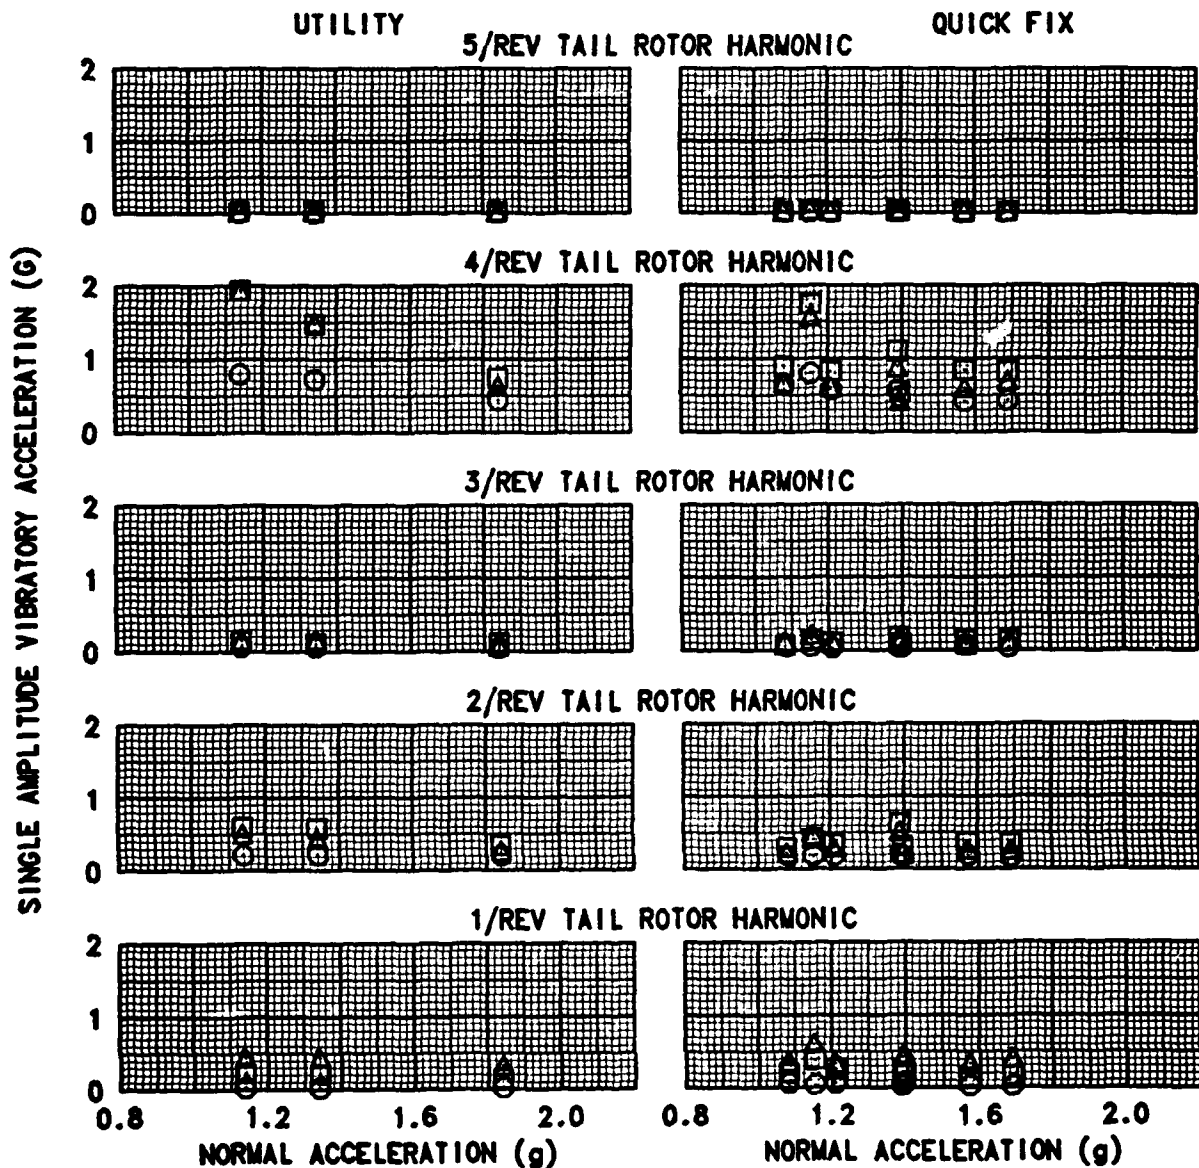 UTILITY QUICK FIX
5/REV TAIL ROTOR HARMONIC
2
1
0
4/REV TAIL ROTOR HARMONIC
2
1
0
3/REV TAIL ROTOR HARMONIC
2
1
0
2/REV TAIL ROTOR HARMONIC
2
1
0
1/REV TAIL ROTOR HARMONIC
2
1
0
0.8 1.2 1.6 2.0 0.8 1.2 1.6 2.0
NORMAL ACCELERATION (g) NORMAL ACCELERATION (g)
SINGLE AMPLITUDE VIBRATORY ACCELERATION (G)